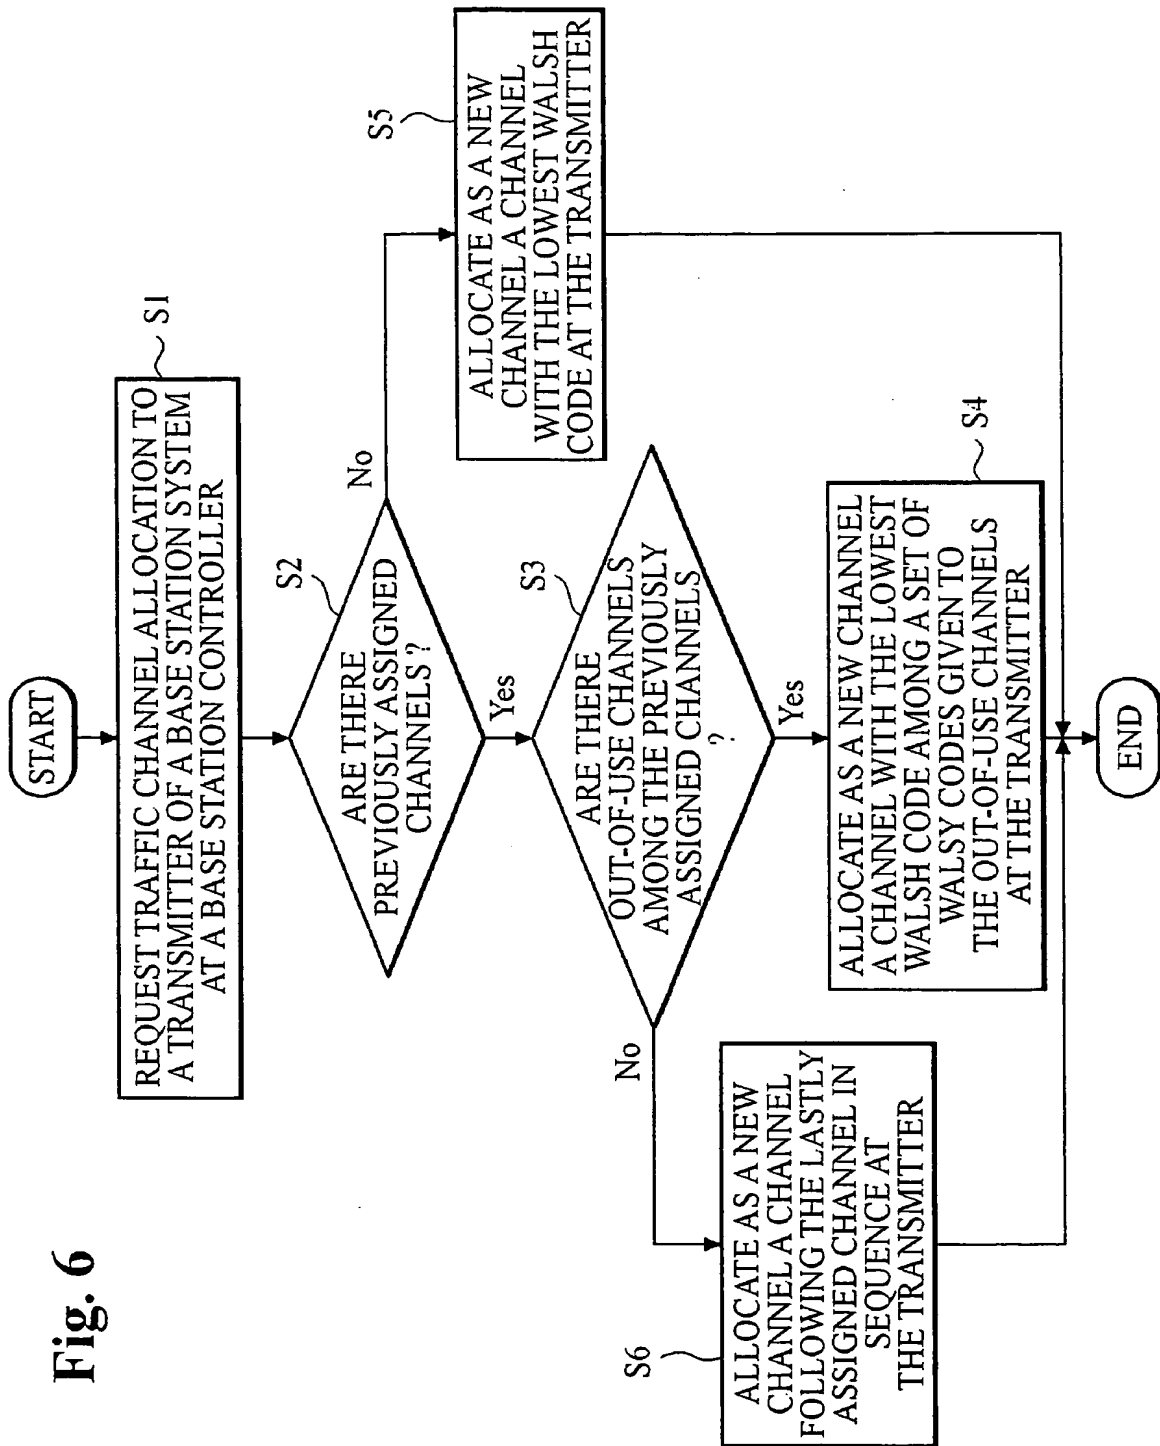 Fig. 6
START
REQUEST TRAFFIC CHANNEL ALLOCATION TO
A TRANSMITTER OF A BASE STATION SYSTEM
AT A BASE STATION CONTROLLER
S1
ARE THERE
PREVIOUSLY ASSIGNED
CHANNELS ?
S2
No
Yes
ALLOCATE AS A NEW
CHANNEL A CHANNEL
WITH THE LOWEST WALSH
CODE AT THE TRANSMITTER
S5
ARE THERE
OUT-OF-USE CHANNELS
AMONG THE PREVIOUSLY
ASSIGNED CHANNELS
?
S3
No
Yes
ALLOCATE AS A NEW
CHANNEL A CHANNEL
FOLLOWING THE LASTLY
ASSIGNED CHANNEL IN
SEQUENCE AT
THE TRANSMITTER
S6
ALLOCATE AS A NEW CHANNEL
A CHANNEL WITH THE LOWEST
WALSH CODE AMONG A SET OF
WALSY CODES GIVEN TO
THE OUT-OF-USE CHANNELS
AT THE TRANSMITTER
S4
END